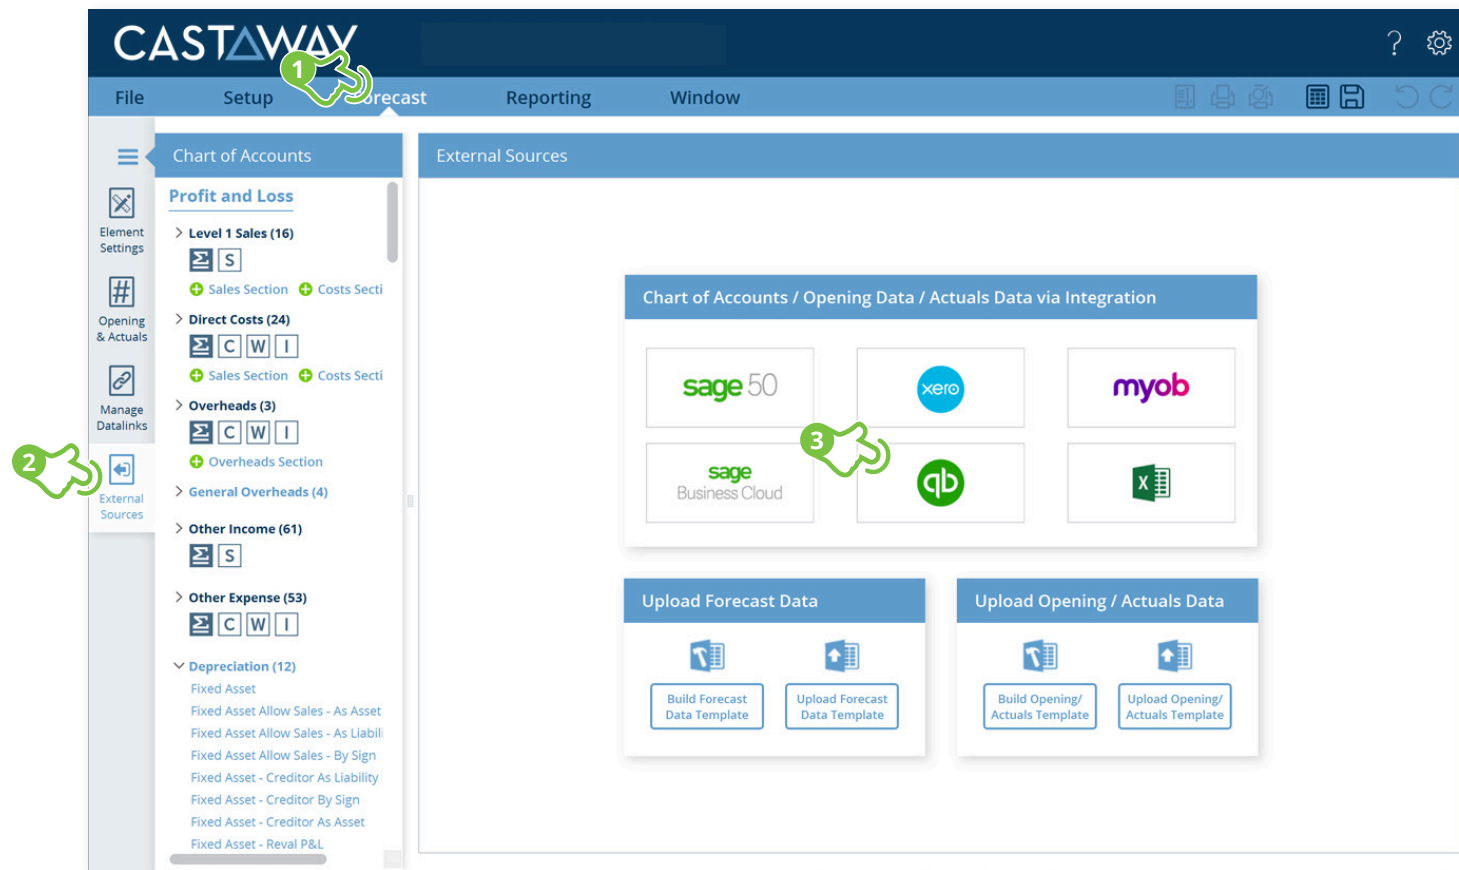 CASTAWAY
1
File
Setup
Forecast
Reporting
Window
Chart of Accounts
External Sources
Profit and Loss
Element
Settings
Level 1 Sales (16)
Σ S
Sales Section Costs Secti
#
Opening
& Actuals
Direct Costs (24)
Σ C W I
Sales Section Costs Secti
Manage
Datalinks
Overheads (3)
Σ C W I
Overheads Section
2
External
Sources
General Overheads (4)
Other Income (61)
Σ S
Other Expense (53)
Σ C W I
Depreciation (12)
Fixed Asset
Fixed Asset Allow Sales - As Asset
Fixed Asset Allow Sales - As Liabili
Fixed Asset Allow Sales - By Sign
Fixed Asset - Creditor As Liability
Fixed Asset - Creditor By Sign
Fixed Asset - Creditor As Asset
Fixed Asset - Reval P&L
Chart of Accounts / Opening Data / Actuals Data via Integration
sage 50
xero
myob
3
sage
Business Cloud
qb
X
Upload Forecast Data
Build Forecast
Data Template
Upload Forecast
Data Template
Upload Opening / Actuals Data
Build Opening/
Actuals Template
Upload Opening/
Actuals Template